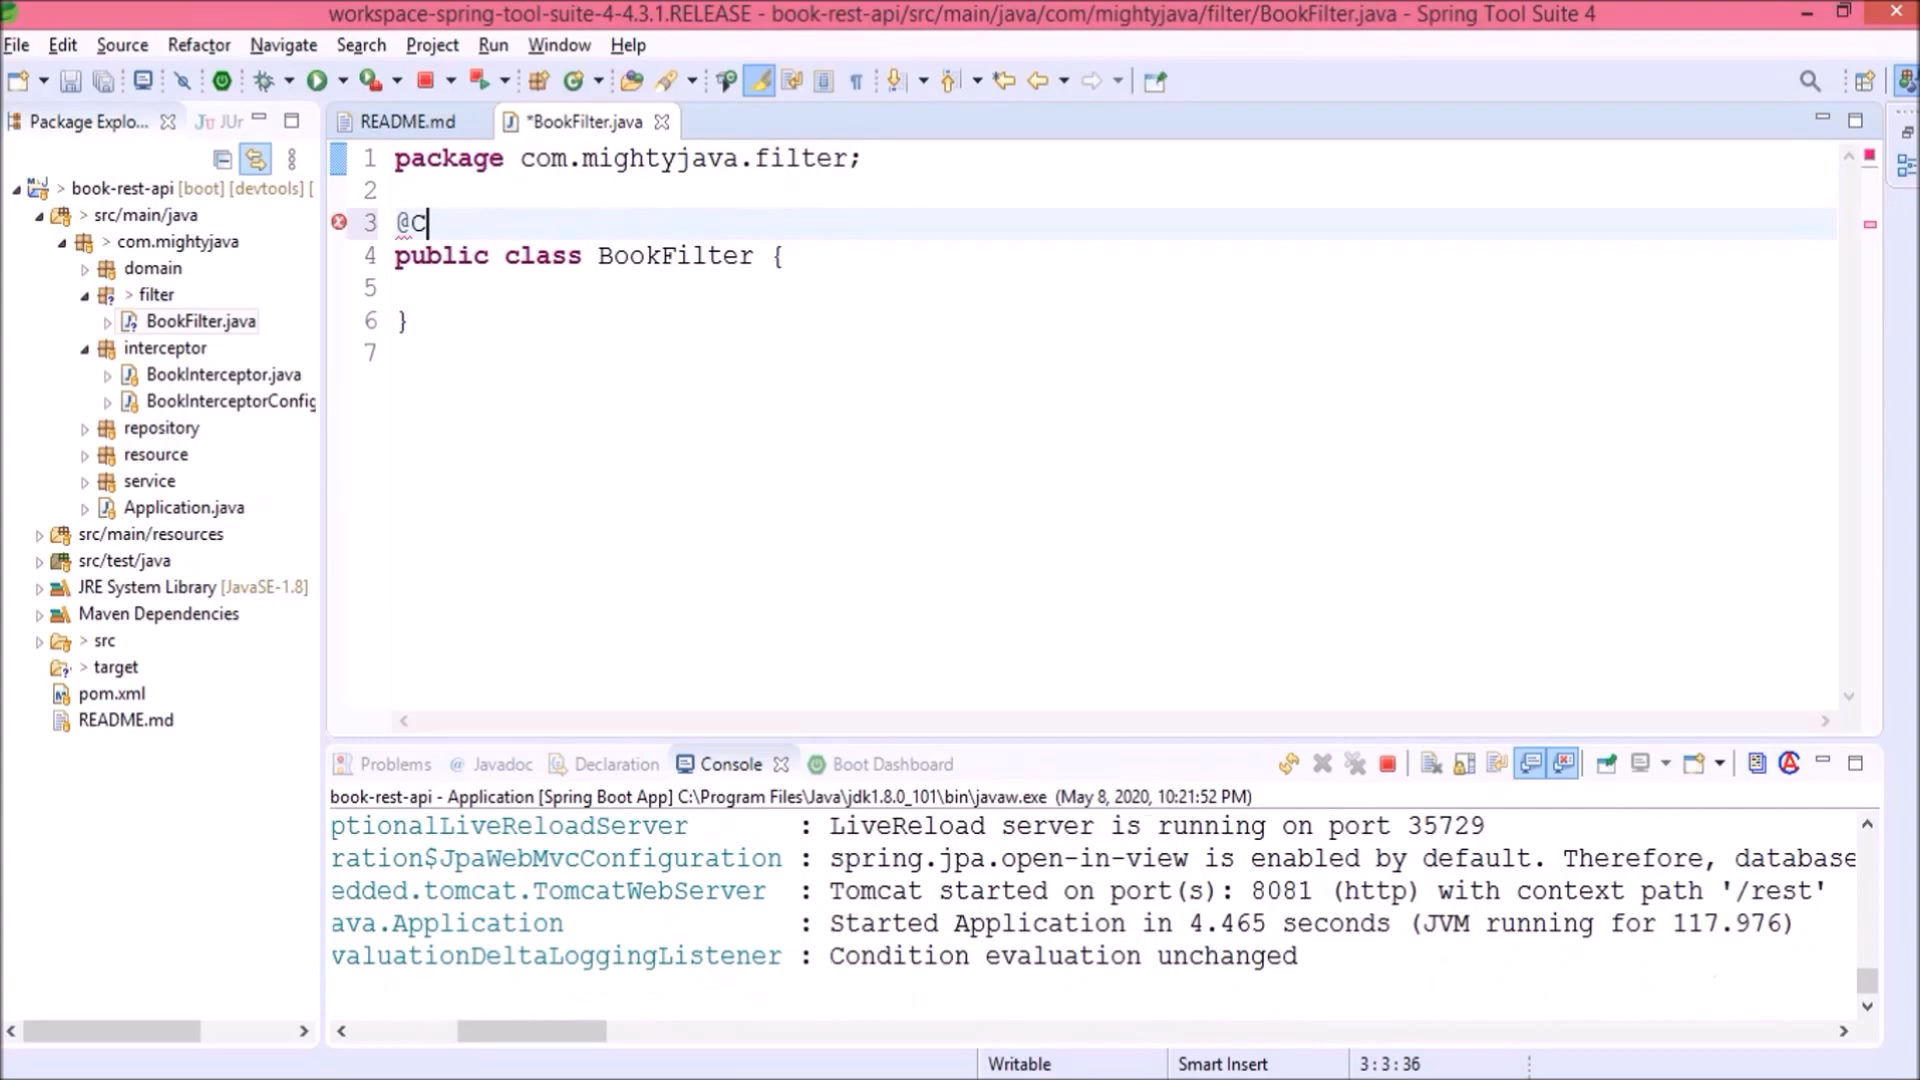 workspace-spring-tool-suite-4-4.3.1.RELEASE - book-rest-api/src/main/java/com/mightyjava/filter/BookFilter.java - Spring Tool Suite 4
File Edit Source Refactor Navigate Search Project Run Window Help
Package Explo... JUr
README.md *BookFilter.java
book-rest-api [boot] [devtools] [
src/main/java
com.mightyjava
domain
filter
BookFilter.java
interceptor
BookInterceptor.java
BookInterceptorConfig
repository
resource
service
Application.java
src/main/resources
src/test/java
JRE System Library [JavaSE-1.8]
Maven Dependencies
src
target
pom.xml
README.md
1 package com.mightyjava.filter;
2
3 @C
4 public class BookFilter {
5
6 }
7
Problems @ Javadoc Declaration Console Boot Dashboard
book-rest-api - Application [Spring Boot App] C:\Program Files\Java\jdk1.8.0_101\bin\javaw.exe (May 8, 2020, 10:21:52 PM)
ptionalLiveReloadServer : LiveReload server is running on port 35729
ration$JpaWebMvcConfiguration : spring.jpa.open-in-view is enabled by default. Therefore, database
edded.tomcat.TomcatWebServer : Tomcat started on port(s): 8081 (http) with context path '/rest'
ava.Application : Started Application in 4.465 seconds (JVM running for 117.976)
valuationDeltaLoggingListener : Condition evaluation unchanged
Writable Smart Insert 3 : 3 : 36